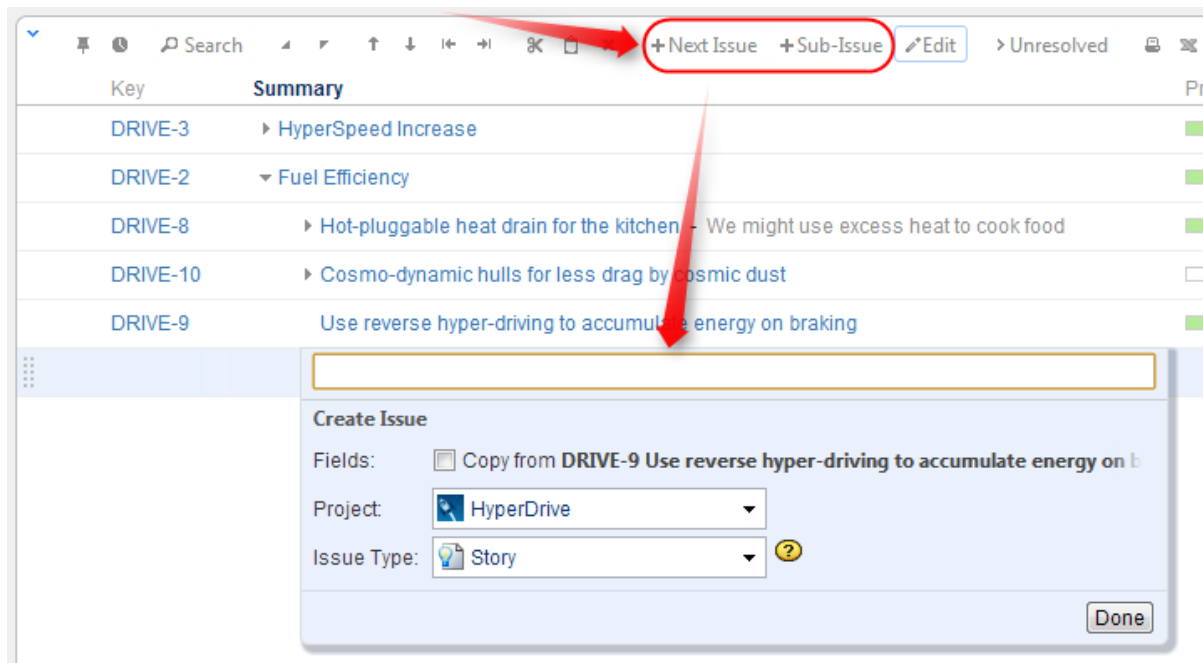 Search + Next Issue + Sub-Issue Edit > Unresolved
Key Summary Pr
DRIVE-3 HyperSpeed Increase
DRIVE-2 Fuel Efficiency
DRIVE-8 Hot-pluggable heat drain for the kitchen - We might use excess heat to cook food
DRIVE-10 Cosmo-dynamic hulls for less drag by cosmic dust
DRIVE-9 Use reverse hyper-driving to accumulate energy on braking
Create Issue
Fields: Copy from DRIVE-9 Use reverse hyper-driving to accumulate energy on b
Project: HyperDrive
Issue Type: Story ?
Done